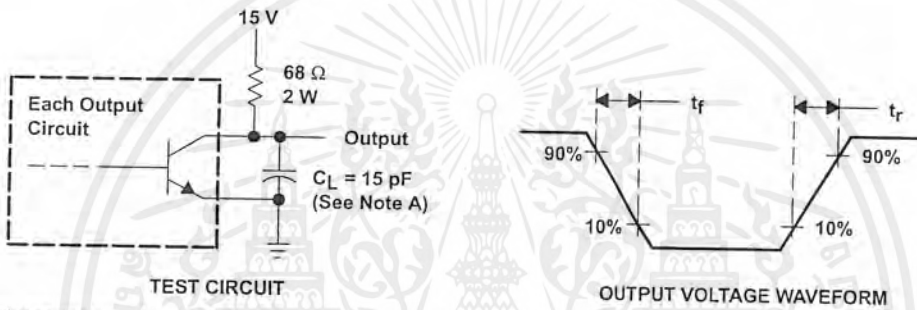 15 V
68 Ω
2 W
Each Output
Circuit
Output
C_L = 15 pF
(See Note A)
TEST CIRCUIT
t_f
t_r
90%
90%
10%
10%
OUTPUT VOLTAGE WAVEFORM